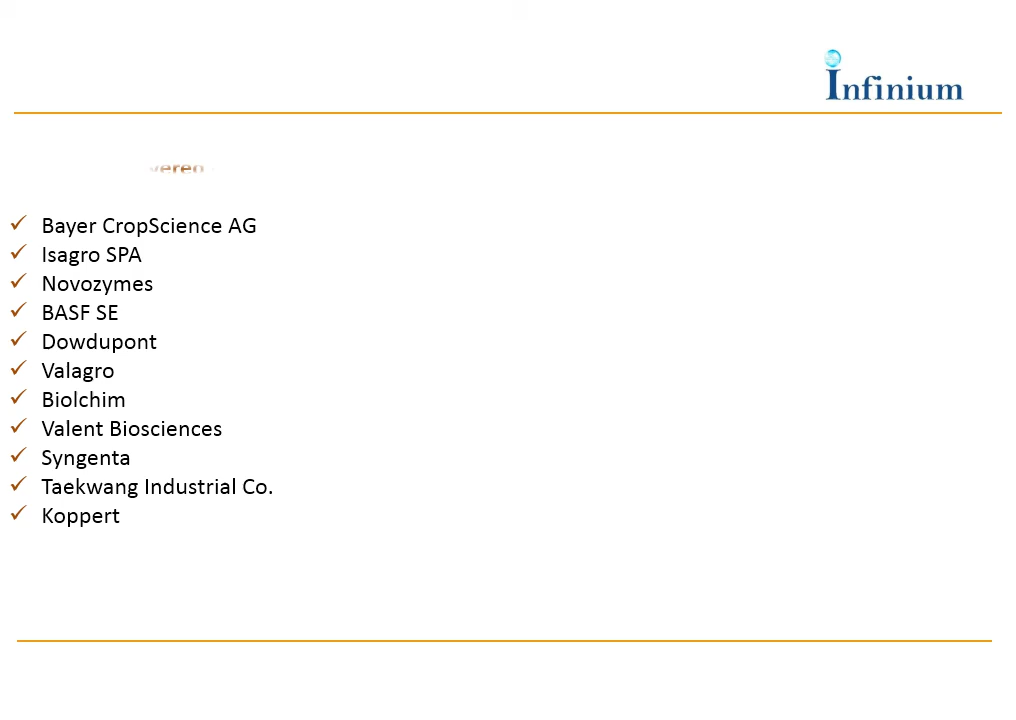 Infinium
Bayer CropScience AG
Isagro SPA
Novozymes
BASF SE
Dowdupont
Valagro
Biolchim
Valent Biosciences
Syngenta
Taekwang Industrial Co.
Koppert